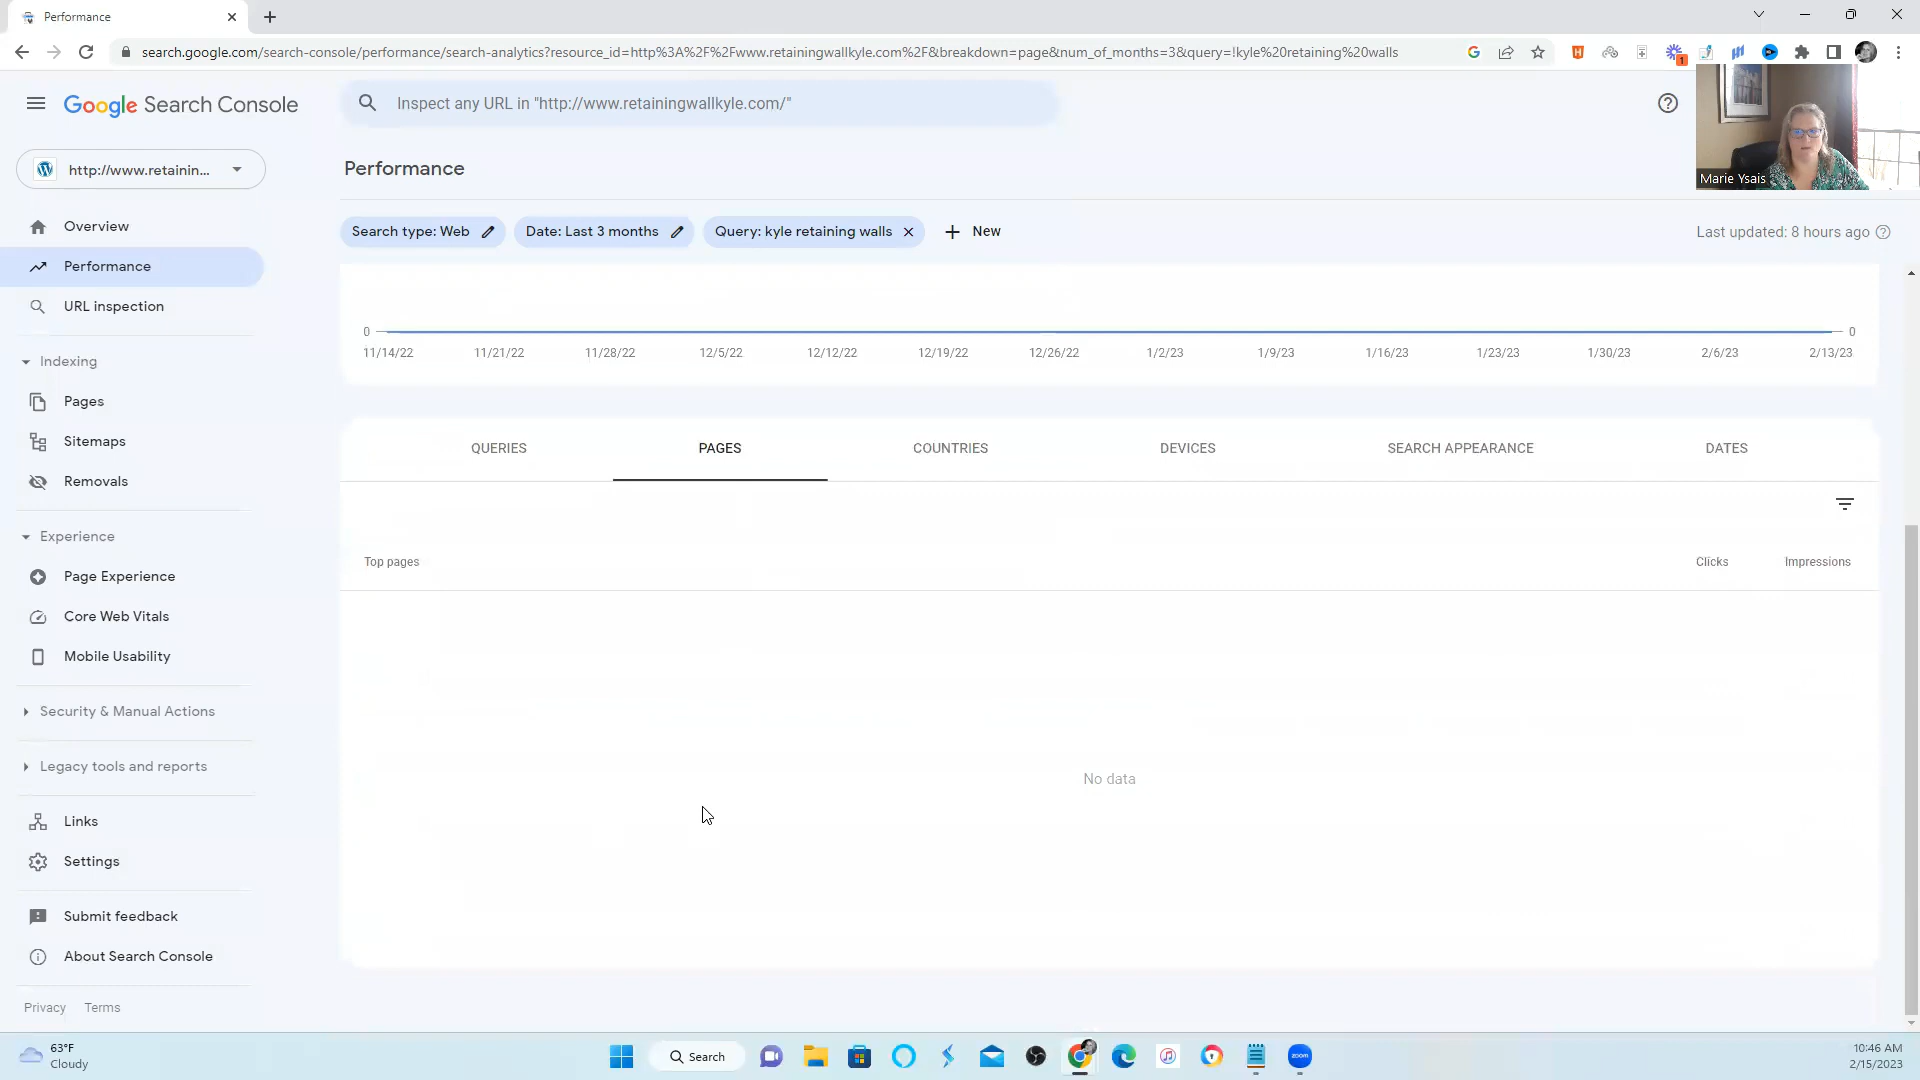 Performance
search.google.com/search-console/performance/search-analytics?resource_id=http%3A%2F%2Fwww.retainingwallkyle.com%2F&breakdown=page&num_of_months=3&query=!kyle%20retaining%20walls
1
Google Search Console
Inspect any URL in "http://www.retainingwallkyle.com/"
Marie Ysais
http://www.retainin...
Performance
Overview
Search type: Web
Date: Last 3 months
Query: kyle retaining walls
New
Last updated: 8 hours ago
Performance
URL inspection
0
0
11/14/22 11/21/22 11/28/22 12/5/22 12/12/22 12/19/22 12/26/22 1/2/23 1/9/23 1/16/23 1/23/23 1/30/23 2/6/23 2/13/23
Indexing
Pages
Sitemaps
Removals
QUERIES PAGES COUNTRIES DEVICES SEARCH APPEARANCE DATES
Top pages Clicks Impressions
Experience
Page Experience
Core Web Vitals
Mobile Usability
Security & Manual Actions
Legacy tools and reports
No data
Links
Settings
Submit feedback
About Search Console
Privacy Terms
63°F
Cloudy
Search
zoom
10:46 AM
2/15/2023